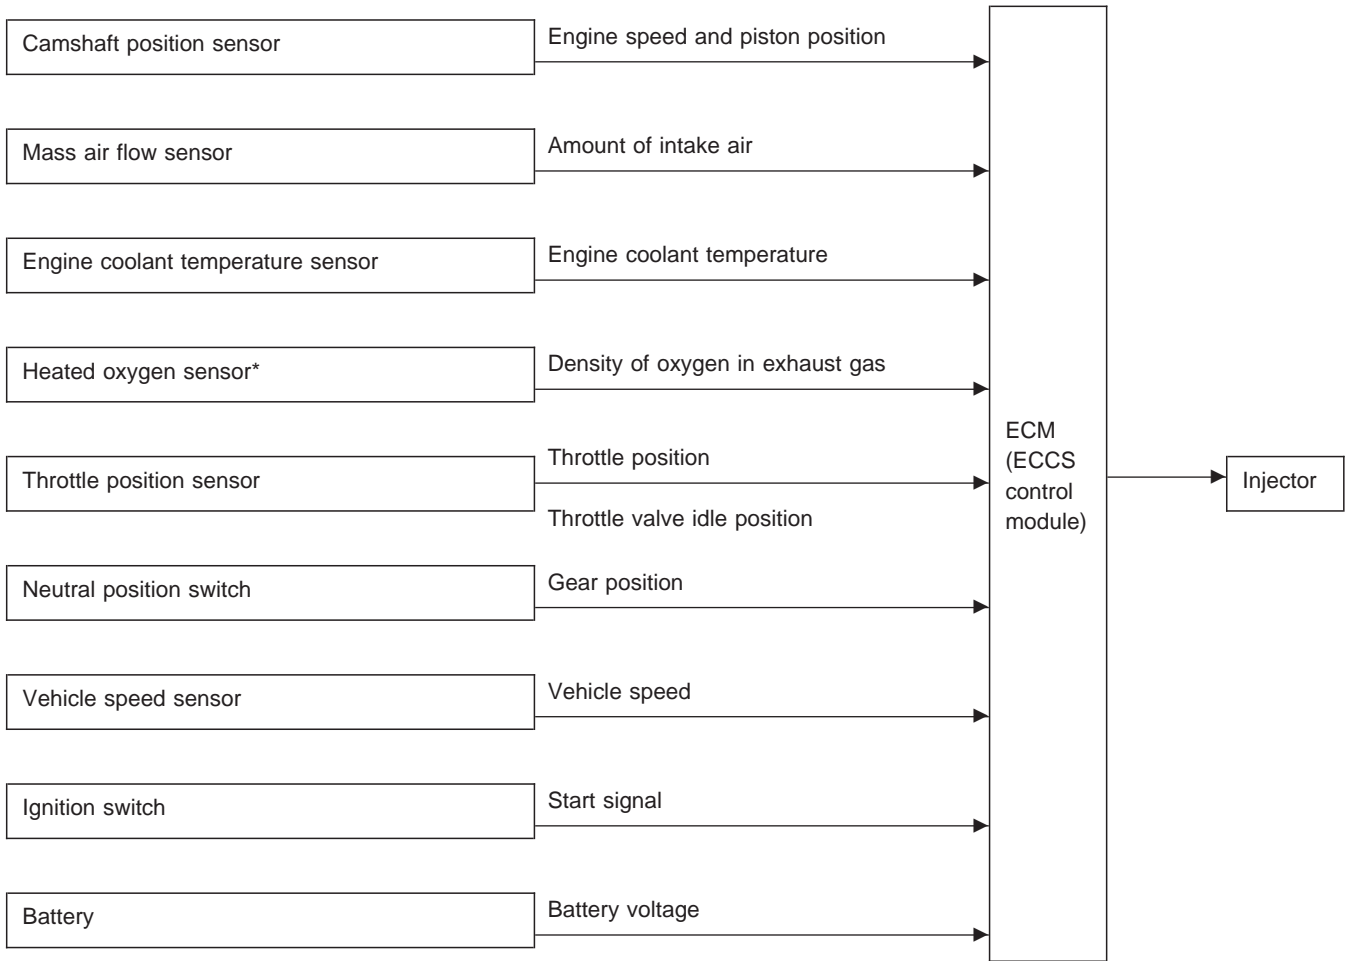 Camshaft position sensor
Engine speed and piston position
Mass air flow sensor
Amount of intake air
Engine coolant temperature sensor
Engine coolant temperature
Heated oxygen sensor*
Density of oxygen in exhaust gas
Throttle position sensor
Throttle position
Throttle valve idle position
Neutral position switch
Gear position
Vehicle speed sensor
Vehicle speed
Ignition switch
Start signal
Battery
Battery voltage
ECM
(ECCS
control
module)
Injector